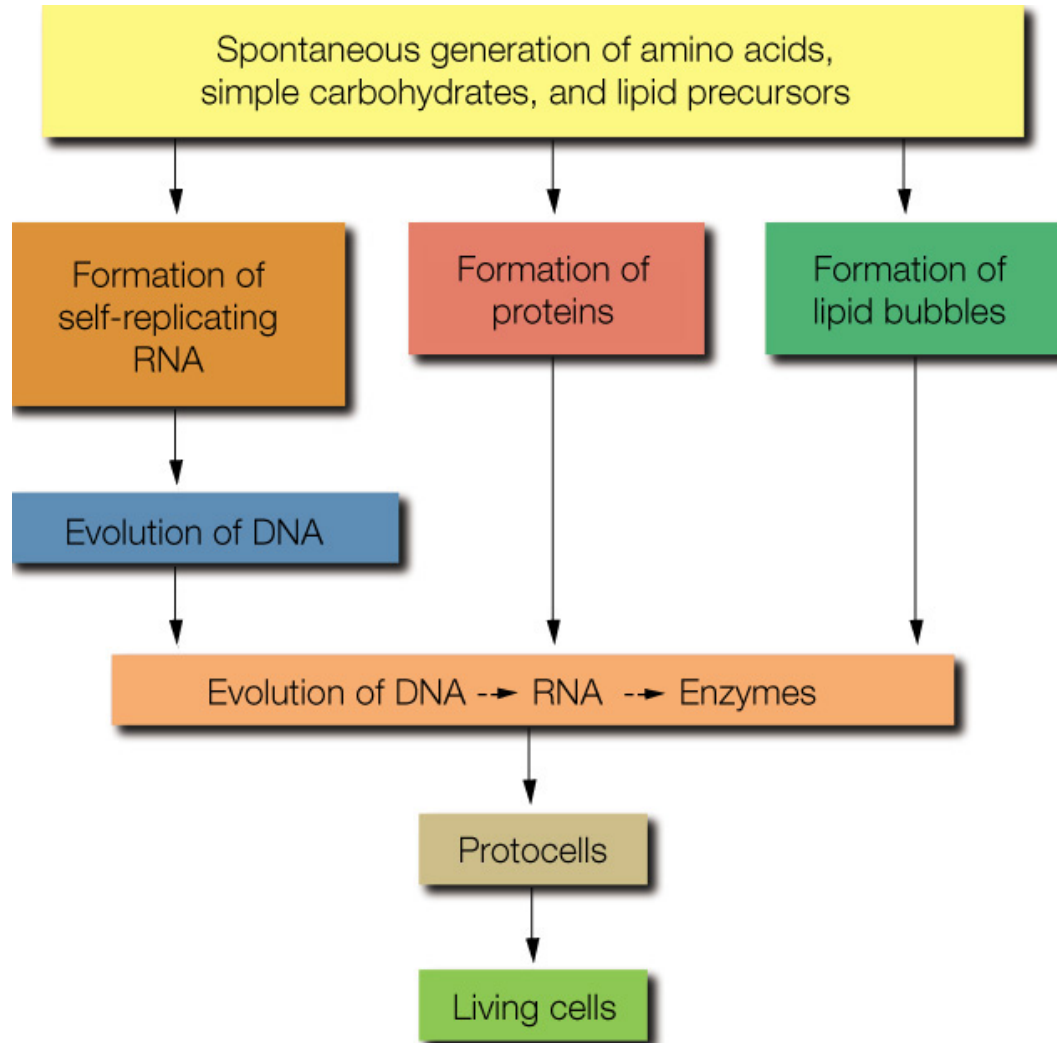 Spontaneous generation of amino acids,
simple carbohydrates, and lipid precursors
Formation of
self-replicating
RNA
Formation of
proteins
Formation of
lipid bubbles
Evolution of DNA
Evolution of DNA --→ RNA --→ Enzymes
Protocells
Living cells